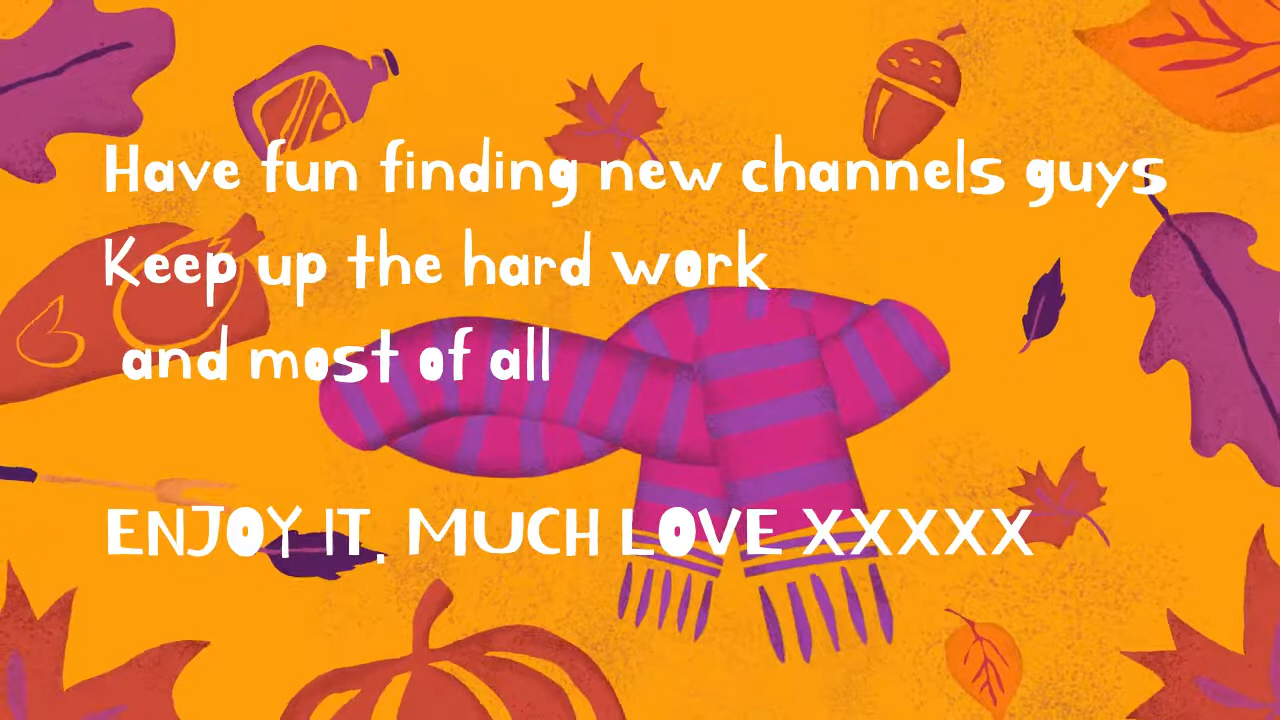 Have fun finding new channels guys
Keep up the hard work
and most of all
ENJOY IT. MUCH LOVE XXXXX